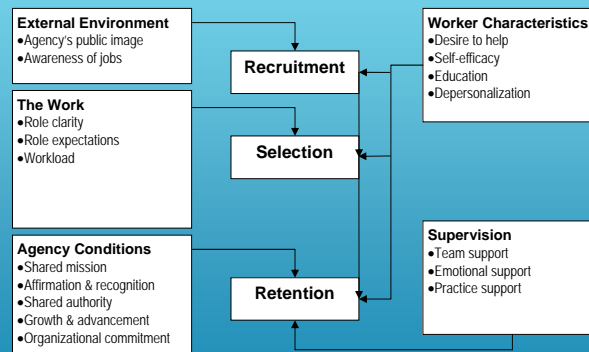 External Environment
•Agency's public image
•Awareness of jobs
Recruitment
Worker Characteristics
•Desire to help
•Self-efficacy
•Education
•Depersonalization
The Work
•Role clarity
•Role expectations
•Workload
Selection
Agency Conditions
•Shared mission
•Affirmation & recognition
•Shared authority
•Growth & advancement
•Organizational commitment
Retention
Supervision
•Team support
•Emotional support
•Practice support